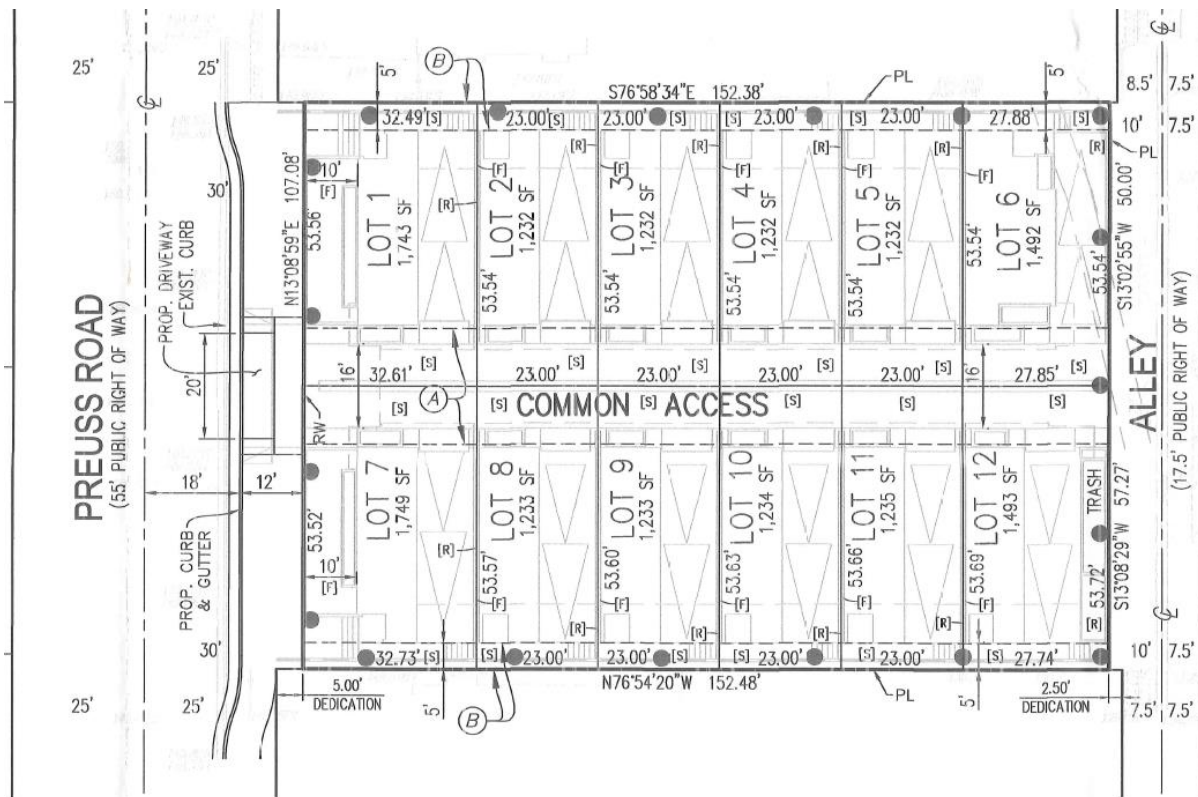 25'
25'
B
5'
S76°58'34"E 152.38'
PL
5'
8.5'
7.5'
32.49'
[S]
23.00'
[S]
23.00'
[S]
23.00'
[S]
23.00'
[S]
27.88'
[S]
10'
7.5'
PL
30'
10'
[F]
N13°08'59"E 107.08'
53.56'
LOT 1
1,743 SF
[R]
[F]
LOT 2
1,232 SF
53.54'
[R]
[F]
LOT 3
1,232 SF
53.54'
[R]
LOT 4
1,232 SF
53.54'
[R]
[F]
LOT 5
1,232 SF
53.54'
[R]
[F]
LOT 6
1,492 SF
53.54'
[R]
53.54'
S13°02'55"W 50.00'
PROP. DRIVEWAY
EXIST. CURB
PREUSS ROAD
(55' PUBLIC RIGHT OF WAY)
20'
16'
[S]
32.61'
[S]
23.00'
[S]
23.00'
[S]
23.00'
[S]
23.00'
16'
[S]
27.85'
A
[S]
[S]
COMMON
[S]
ACCESS
[S]
[S]
[S]
RW
ALLEY
(17.5' PUBLIC RIGHT OF WAY)
18'
12'
PROP. CURB
& GUTTER
53.52'
10'
[F]
LOT 7
1,749 SF
[R]
53.57'
[F]
LOT 8
1,233 SF
[R]
53.60'
[F]
LOT 9
1,233 SF
[R]
53.63'
[F]
LOT 10
1,234 SF
[R]
53.66'
[F]
LOT 11
1,235 SF
[R]
53.69'
[F]
LOT 12
1,493 SF
TRASH
[R]
53.72'
S13°08'29"W 57.27'
30'
32.73'
[S]
[S]
23.00'
23.00'
[S]
[S]
23.00'
[S]
23.00'
[S]
27.74'
10'
7.5'
N76°54'20"W 152.48'
PL
25'
25'
5.00'
DEDICATION
5'
B
5'
2.50'
DEDICATION
7.5'
7.5'